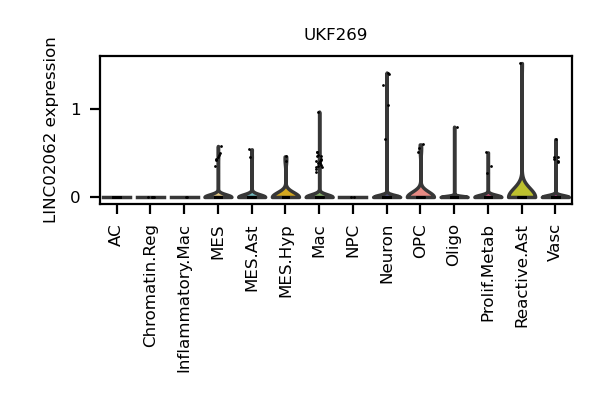 UKF269
LINC02062 expression
1
0
AC
Chromatin.Reg
Inflammatory.Mac
MES
MES.Ast
MES.Hyp
Mac
NPC
Neuron
OPC
Oligo
Prolif.Metab
Reactive.Ast
Vasc